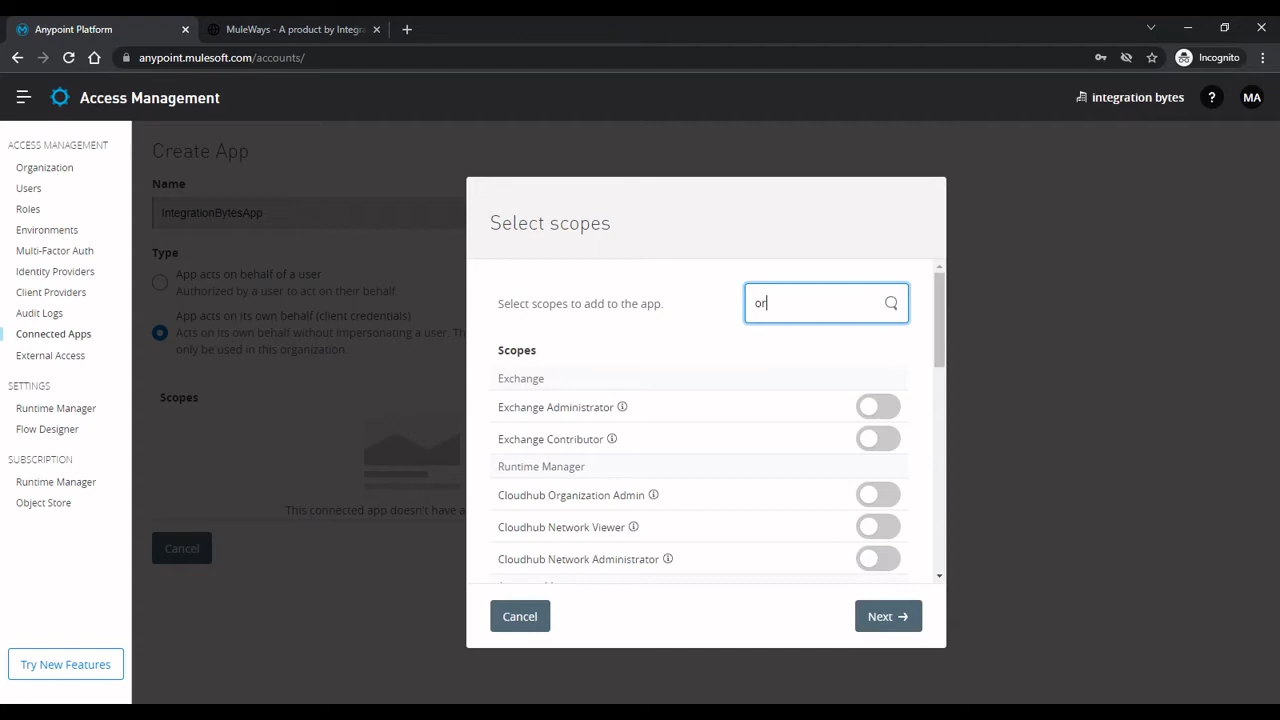 Anypoint Platform
MuleWays - A product by Integra
anypoint.mulesoft.com/accounts/
Incognito
Access Management
integration bytes
?
MA
ACCESS MANAGEMENT
Organization
Users
Roles
Environments
Multi-Factor Auth
Identity Providers
Client Providers
Audit Logs
Connected Apps
External Access
SETTINGS
Runtime Manager
Flow Designer
SUBSCRIPTION
Runtime Manager
Object Store
Try New Features
Create App
Name
IntegrationBytesApp
Type
App acts on behalf of a user
Authorized by a user to act on their behalf.
App acts on its own behalf (client credentials)
Acts on its own behalf without impersonating a user. Th
only be used in this organization.
Scopes
This connected app doesn't have a
Cancel
Select scopes
Select scopes to add to the app.
or
Scopes
Exchange
Exchange Administrator
Exchange Contributor
Runtime Manager
Cloudhub Organization Admin
Cloudhub Network Viewer
Cloudhub Network Administrator
Cancel
Next →